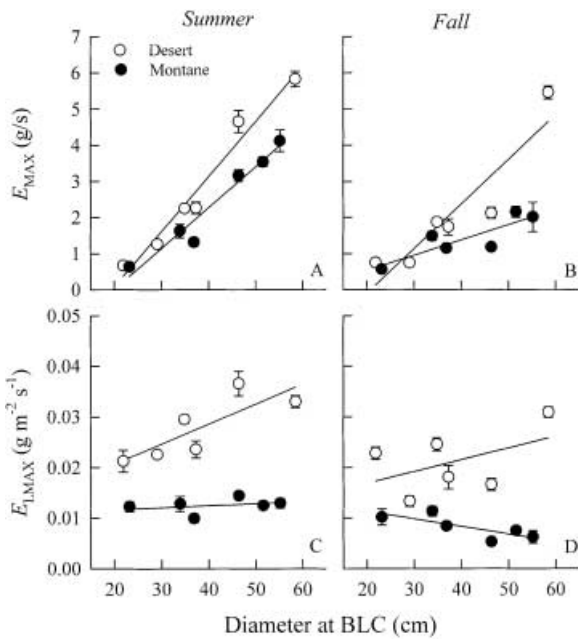 Summer Fall
7
6
5
4
3
2
1
0
E_MAX (g/s)
Desert
Montane
A
B
0.05
0.04
0.03
0.02
0.01
0.00
E_LMAX (g m⁻² s⁻¹)
C
D
20 30 40 50 60 20 30 40 50 60
Diameter at BLC (cm)